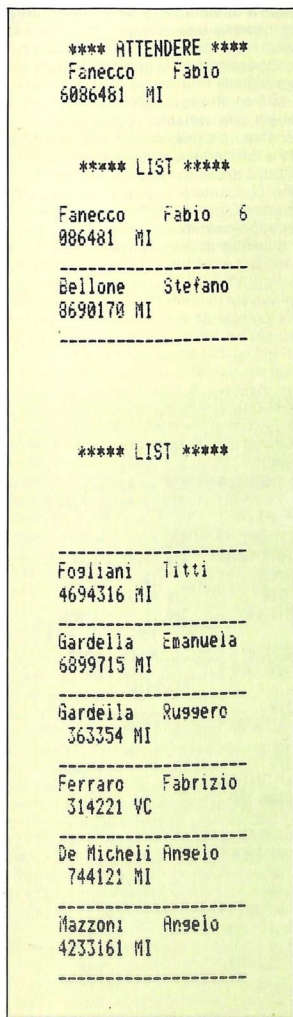 **** ATTENDERE ****
Fanecco Fabio
6086481 MI
***** LIST *****
Fanecco Fabio 6
086481 MI
--------------------
Bellone Stefano
8690170 MI
--------------------
***** LIST *****
--------------------
Fogliani Titti
4694316 MI
--------------------
Gardella Emanuela
6899715 MI
--------------------
Gardella Ruggero
363354 MI
--------------------
Ferraro Fabrizio
314221 VC
--------------------
De Micheli Angelo
744121 MI
--------------------
Mazzoni Angelo
4233161 MI
--------------------